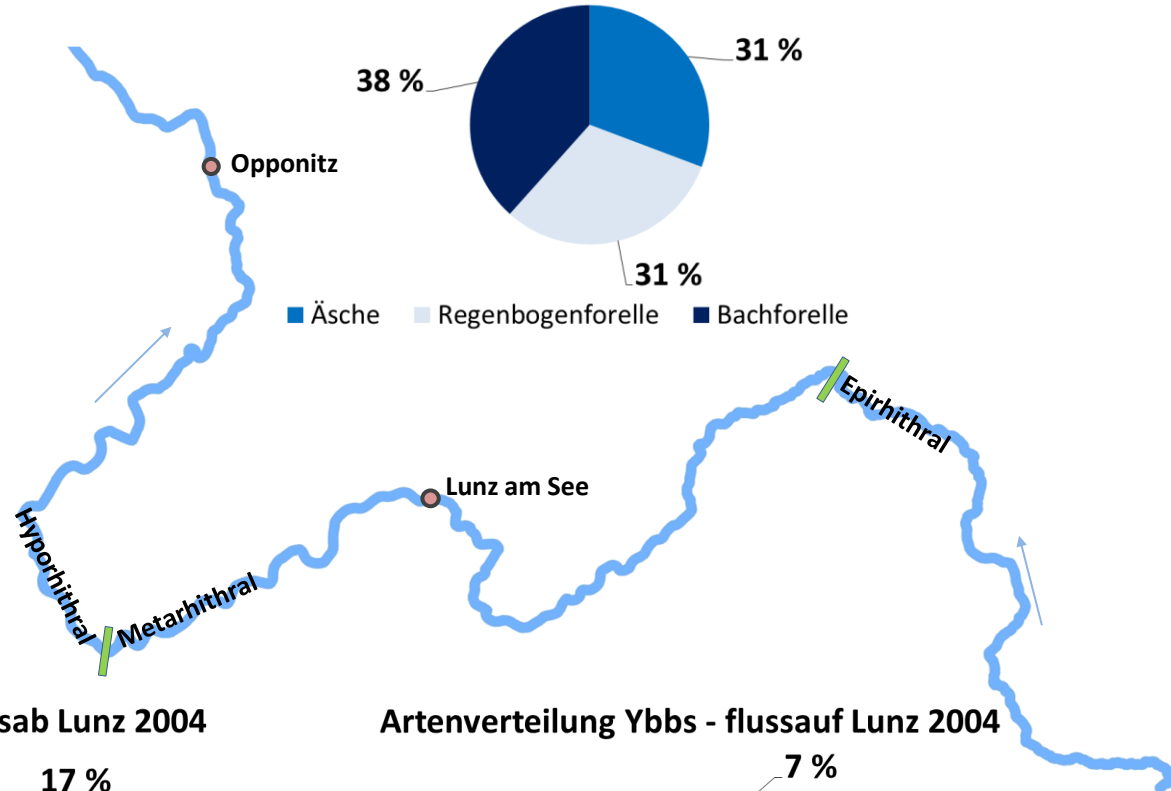 31 %
38 %
Opponitz
31 %
Äsche Regenbogenforelle Bachforelle
Epirhithral
Lunz am See
Hyporhithral
Metarhithral
sab Lunz 2004
Artenverteilung Ybbs - flussauf Lunz 2004
7 %
17 %